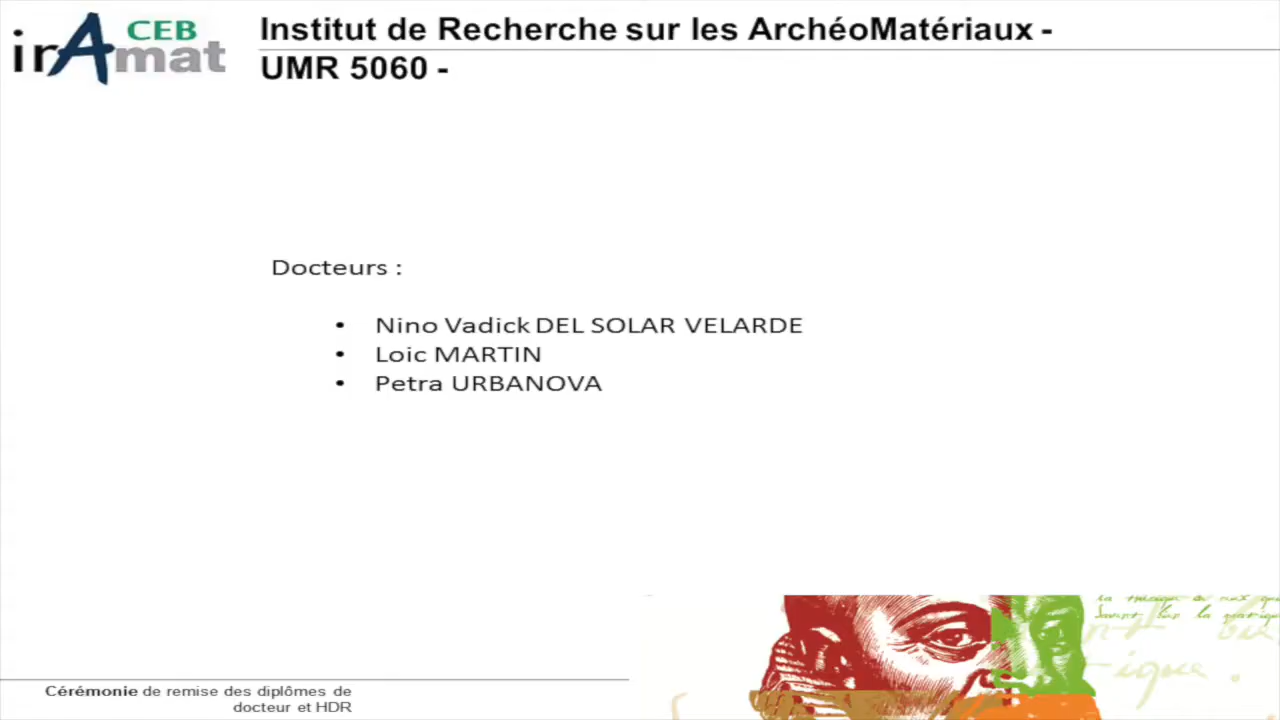 CEB
irAmat
Institut de Recherche sur les ArchéoMatériaux -
UMR 5060 -
Docteurs :
• Nino Vadick DEL SOLAR VELARDE
• Loic MARTIN
• Petra URBANOVA
Cérémonie de remise des diplômes de
docteur et HDR